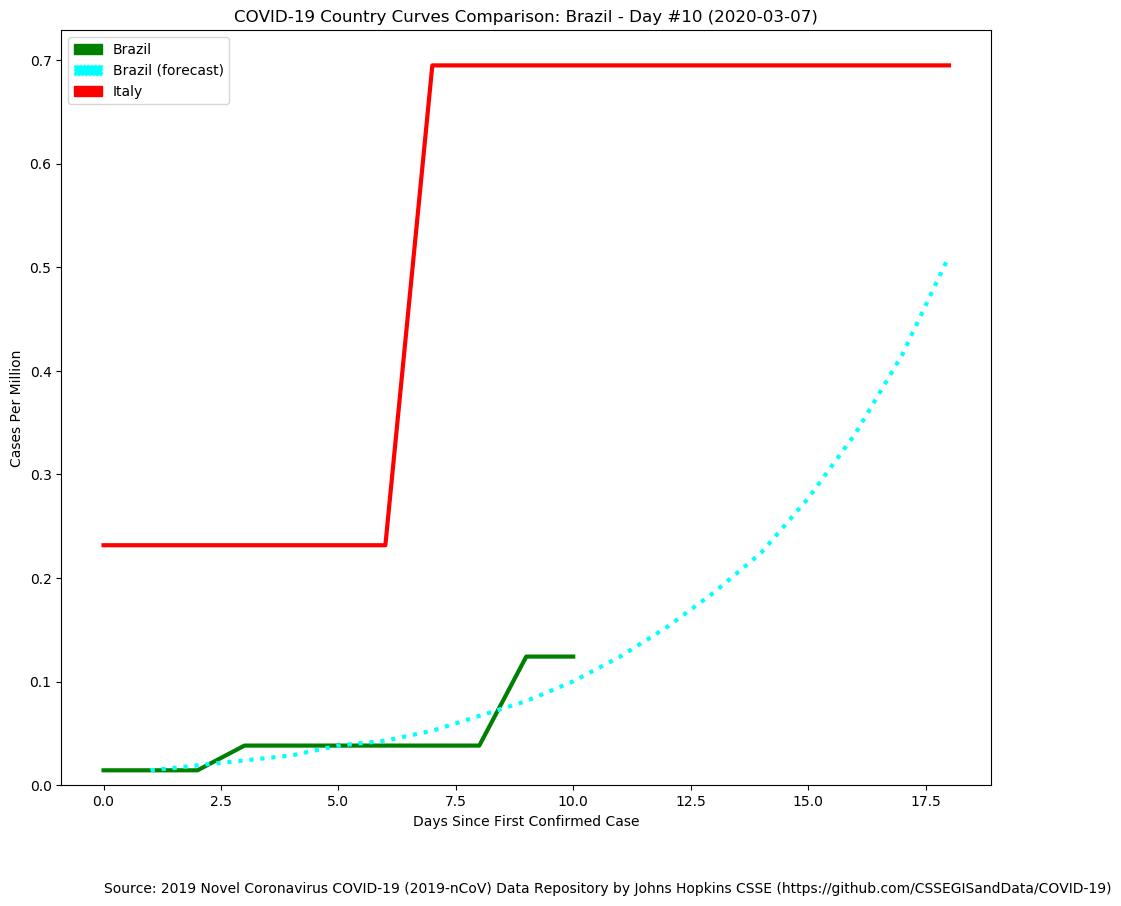 COVID-19 Country Curves Comparison: Brazil - Day #10 (2020-03-07)
Brazil
Brazil (forecast)
Italy
0.7
0.6
0.5
0.4
0.3
0.2
0.1
0.0
Cases Per Million
0.0 2.5 5.0 7.5 10.0 12.5 15.0 17.5
Days Since First Confirmed Case
Source: 2019 Novel Coronavirus COVID-19 (2019-nCoV) Data Repository by Johns Hopkins CSSE (https://github.com/CSSEGISandData/COVID-19)